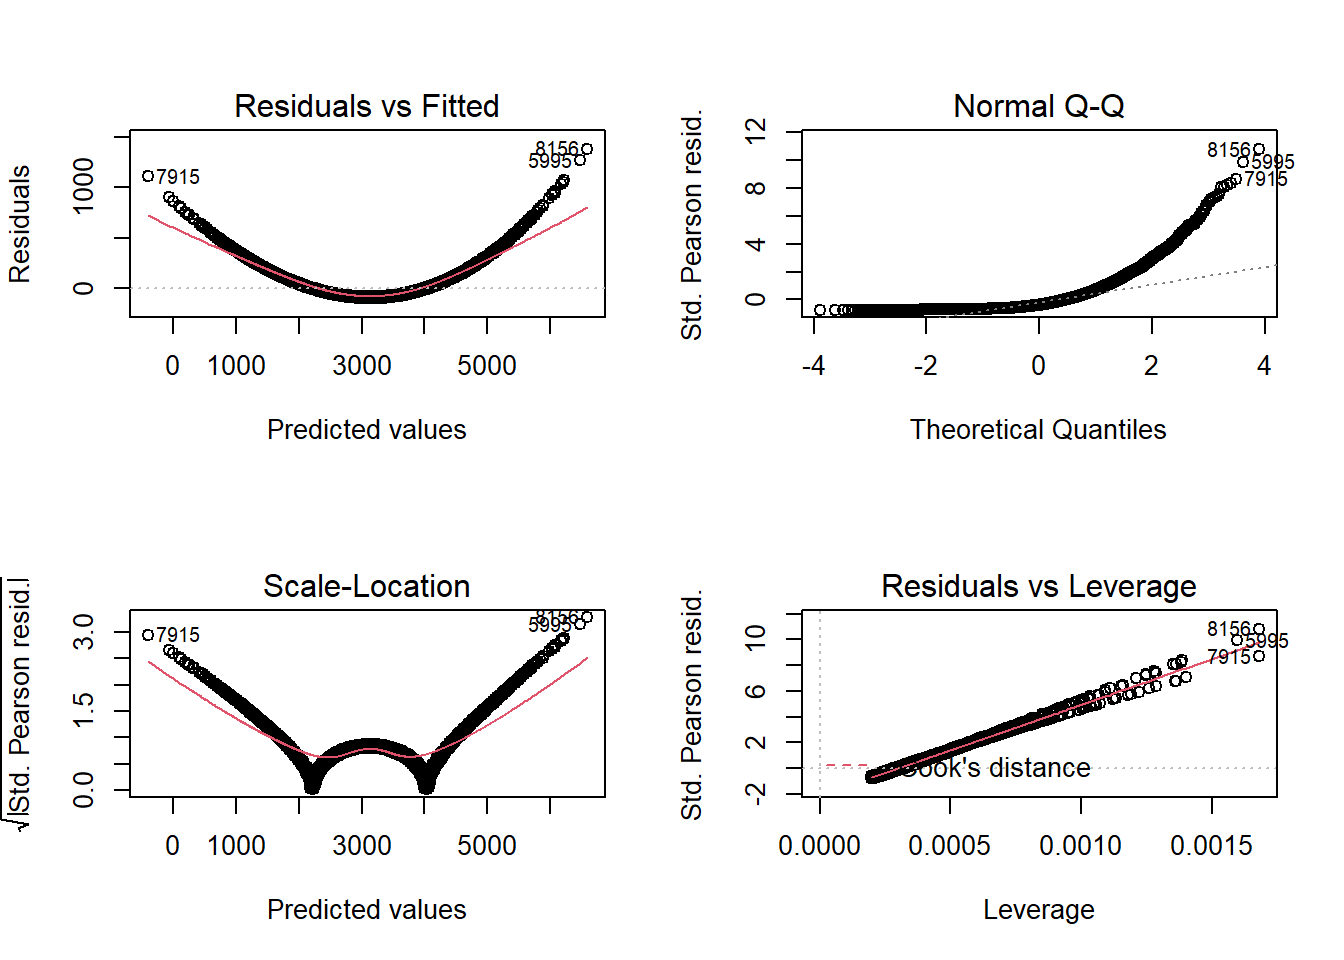 Residuals vs Fitted
Residuals
1000
0
7915
8156
5995
0 1000 3000 5000
Predicted values
Normal Q-Q
Std. Pearson resid.
12
8
4
0
8156
5995
7915
-4 -2 0 2 4
Theoretical Quantiles
Scale-Location
√|Std. Pearson resid.|
3.0
1.5
0.0
7915
8156
5995
0 1000 3000 5000
Predicted values
Residuals vs Leverage
Std. Pearson resid.
10
6
2
-2
8156
5995
7915
Cook's distance
0.0000 0.0005 0.0010 0.0015
Leverage